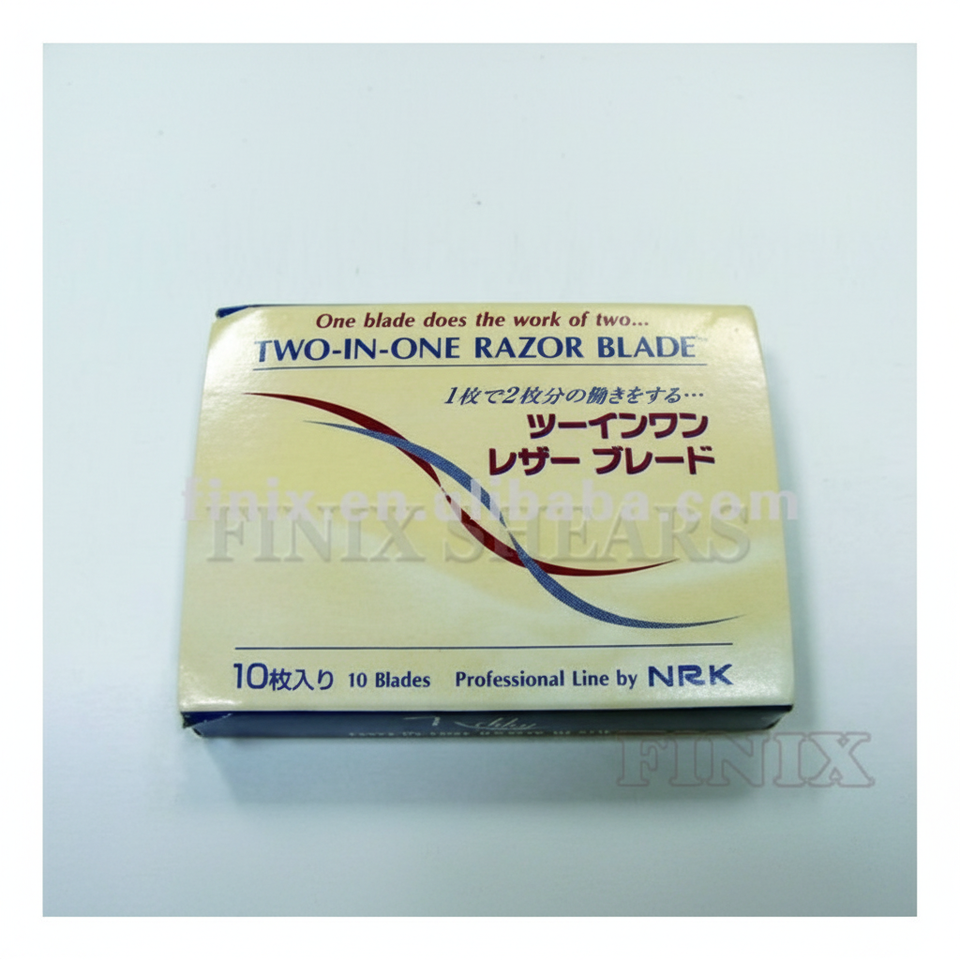 One blade does the work of two...
TWO-IN-ONE RAZOR BLADE™
1枚で2枚分の働きをする…
ツーインワン
レザー ブレード
finix-en.alibaba.com
FINIX SHEARS
10枚入り 10 Blades Professional Line by NRK
FINIX